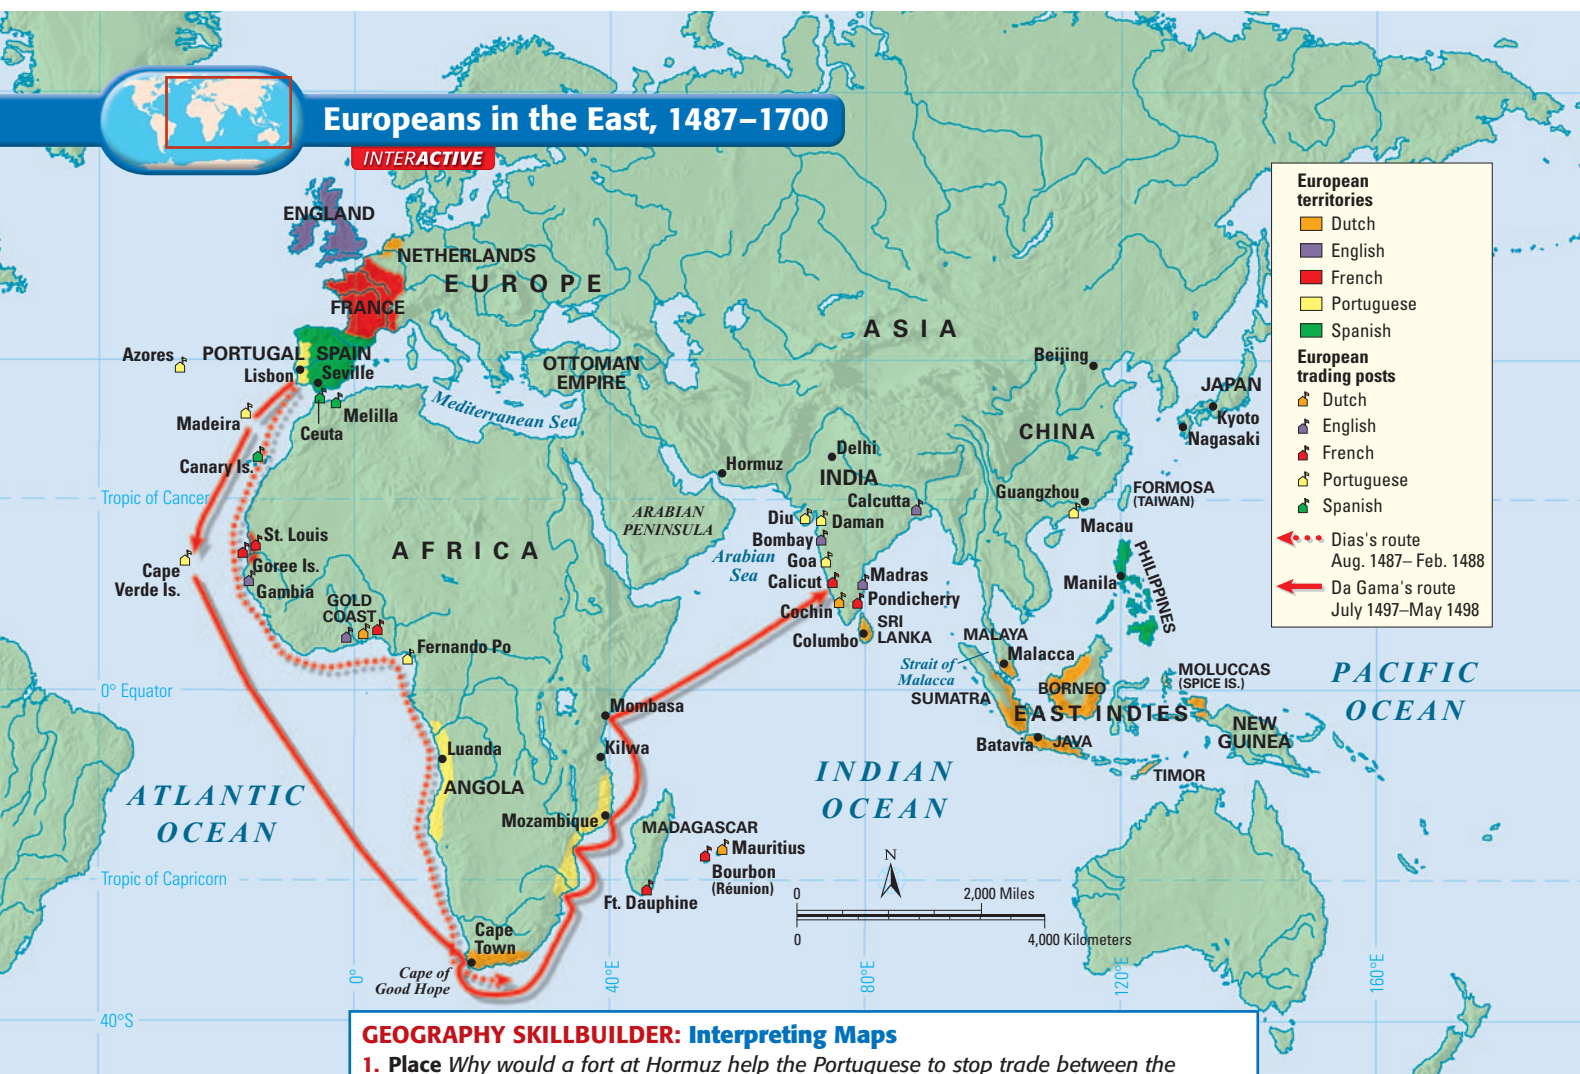 Europeans in the East, 1487–1700
INTERACTIVE
European
territories
Dutch
English
French
Portuguese
Spanish
European
trading posts
Dutch
English
French
Portuguese
Spanish
Dias's route
Aug. 1487– Feb. 1488
Da Gama's route
July 1497–May 1498
ENGLAND
NETHERLANDS
EUROPE
FRANCE
ASIA
Azores
PORTUGAL
SPAIN
Lisbon
Seville
OTTOMAN
EMPIRE
Beijing
JAPAN
Mediterranean Sea
Madeira
Melilla
Ceuta
Kyoto
Nagasaki
CHINA
Canary Is.
Hormuz
Delhi
INDIA
Tropic of Cancer
Calcutta
Guangzhou
FORMOSA
(TAIWAN)
ARABIAN
PENINSULA
Diu
Daman
Macau
St. Louis
AFRICA
Bombay
Arabian
Sea
Goa
Goree Is.
Cape
Verde Is.
Gambia
Calicut
Madras
Manila
PHILIPPINES
GOLD
COAST
Cochin
Pondicherry
Columbo
SRI
LANKA
MALAYA
Malacca
Fernando Po
Strait of
Malacca
MOLUCCAS
(SPICE IS.)
PACIFIC
OCEAN
0° Equator
SUMATRA
BORNEO
Mombasa
EAST INDIES
NEW
GUINEA
Luanda
Kilwa
Batavia
JAVA
ANGOLA
INDIAN
OCEAN
TIMOR
ATLANTIC
OCEAN
Mozambique
MADAGASCAR
Mauritius
Bourbon
(Réunion)
Tropic of Capricorn
Ft. Dauphine
N
0
2,000 Miles
0
4,000 Kilometers
Cape
Town
Cape of
Good Hope
0°
40°E
80°E
120°E
160°E
40°S
GEOGRAPHY SKILLBUILDER: Interpreting Maps
1. Place Why would a fort at Hormuz help the Portuguese to stop trade between the